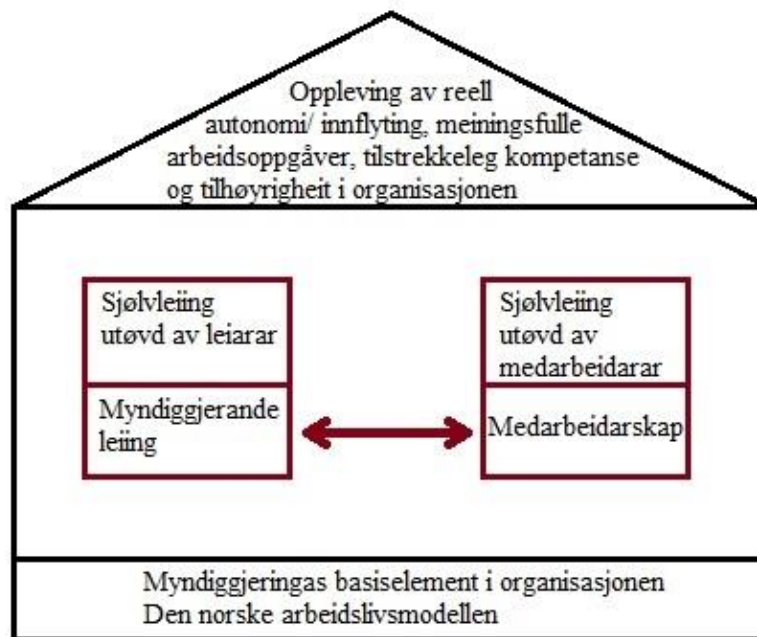 Oppleving av reell
autonomi/ innflyting, meiningsfulle
arbeidsoppgåver, tilstrekkeleg kompetanse
og tilhøyrigheit i organisasjonen
Sjølvleiing
utøvd av leiarar
Myndiggjerande
leiing
Sjølvleiing
utøvd av
medarbeidarar
Medarbeidarskap
Myndiggjeringas basiselement i organisasjonen
Den norske arbeidslivsmodellen